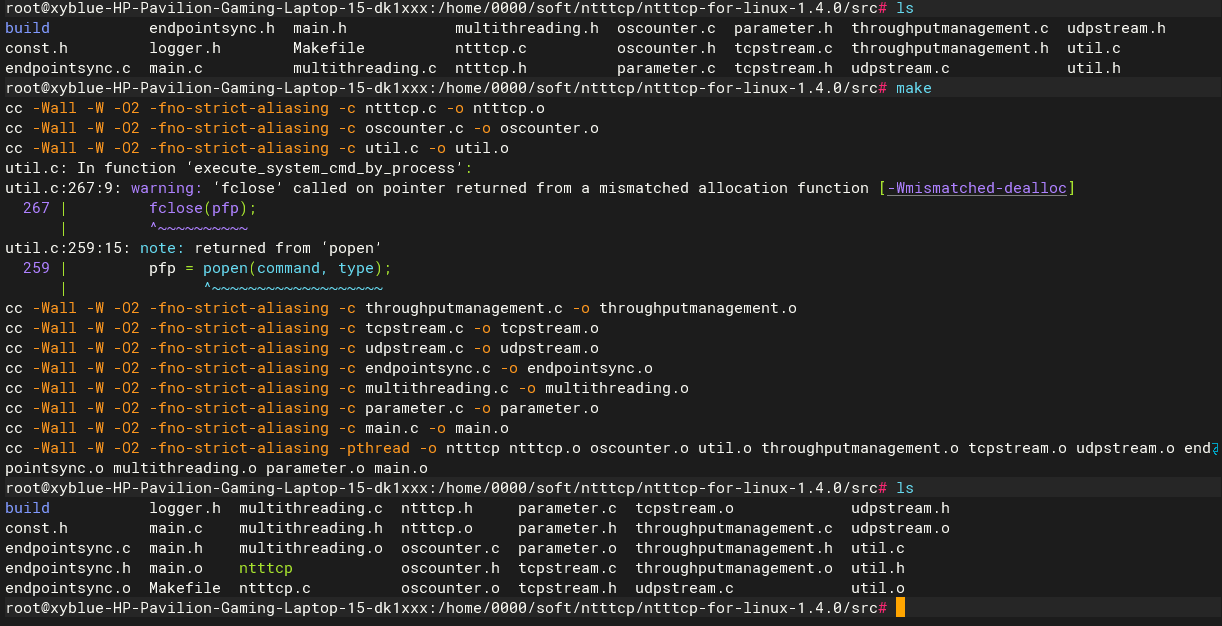 root@xyblue-HP-Pavilion-Gaming-Laptop-15-dk1xxx:/home/0000/soft/ntttcp/ntttcp-for-linux-1.4.0/src# ls
build           endpointsync.h  main.h            multithreading.h  oscounter.c  parameter.h  throughputmanagement.c  udpstream.h
const.h         logger.h        Makefile          ntttcp.c          oscounter.h  tcpstream.c  throughputmanagement.h  util.c
endpointsync.c  main.c          multithreading.c  ntttcp.h          parameter.c  tcpstream.h  udpstream.c             util.h
root@xyblue-HP-Pavilion-Gaming-Laptop-15-dk1xxx:/home/0000/soft/ntttcp/ntttcp-for-linux-1.4.0/src# make
cc -Wall -W -O2 -fno-strict-aliasing -c ntttcp.c -o ntttcp.o
cc -Wall -W -O2 -fno-strict-aliasing -c oscounter.c -o oscounter.o
cc -Wall -W -O2 -fno-strict-aliasing -c util.c -o util.o
util.c: In function ‘execute_system_cmd_by_process’:
util.c:267:9: warning: ‘fclose’ called on pointer returned from a mismatched allocation function [-Wmismatched-dealloc]
  267 |         fclose(pfp);
      |         ^~~~~~~~~~~
util.c:259:15: note: returned from ‘popen’
  259 |         pfp = popen(command, type);
      |               ^~~~~~~~~~~~~~~~~~~~
cc -Wall -W -O2 -fno-strict-aliasing -c throughputmanagement.c -o throughputmanagement.o
cc -Wall -W -O2 -fno-strict-aliasing -c tcpstream.c -o tcpstream.o
cc -Wall -W -O2 -fno-strict-aliasing -c udpstream.c -o udpstream.o
cc -Wall -W -O2 -fno-strict-aliasing -c endpointsync.c -o endpointsync.o
cc -Wall -W -O2 -fno-strict-aliasing -c multithreading.c -o multithreading.o
cc -Wall -W -O2 -fno-strict-aliasing -c parameter.c -o parameter.o
cc -Wall -W -O2 -fno-strict-aliasing -c main.c -o main.o
cc -Wall -W -O2 -fno-strict-aliasing -pthread -o ntttcp ntttcp.o oscounter.o util.o throughputmanagement.o tcpstream.o udpstream.o end
pointsync.o multithreading.o parameter.o main.o
root@xyblue-HP-Pavilion-Gaming-Laptop-15-dk1xxx:/home/0000/soft/ntttcp/ntttcp-for-linux-1.4.0/src# ls
build           logger.h  multithreading.c  ntttcp.h     parameter.c  tcpstream.o             udpstream.h
const.h         main.c    multithreading.h  ntttcp.o     parameter.h  throughputmanagement.c  udpstream.o
endpointsync.c  main.h    multithreading.o  oscounter.c  parameter.o  throughputmanagement.h  util.c
endpointsync.h  main.o    ntttcp            oscounter.h  tcpstream.c  throughputmanagement.o  util.h
endpointsync.o  Makefile  ntttcp.c          oscounter.o  tcpstream.h  udpstream.c             util.o
root@xyblue-HP-Pavilion-Gaming-Laptop-15-dk1xxx:/home/0000/soft/ntttcp/ntttcp-for-linux-1.4.0/src#